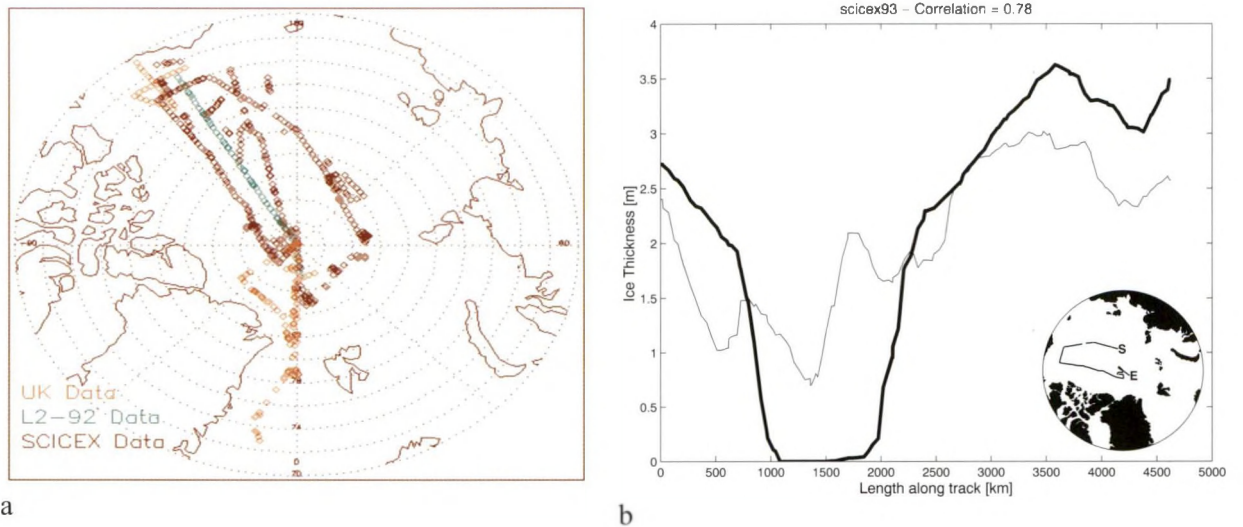 180
90
-90
UK Data
L2-92 Data
SCICEX Data
74
0
70
a
scicex93 - Correlation = 0.78
4
3.5
3
2.5
2
1.5
1
0.5
0
Ice Thickness [m]
0 500 1000 1500 2000 2500 3000 3500 4000 4500 5000
Length along track [km]
S
E
b